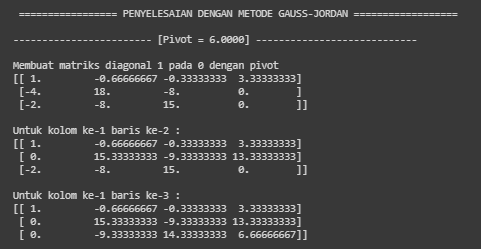 ================= PENYELESAIAN DENGAN METODE GAUSS-JORDAN ==================
------------------------ [Pivot = 6.0000] ----------------------------
Membuat matriks diagonal 1 pada 0 dengan pivot
[[ 1.         -0.66666667 -0.33333333  3.33333333]
 [-4.         18.         -8.          0.        ]
 [-2.         -8.         15.          0.        ]]
Untuk kolom ke-1 baris ke-2 :
[[ 1.         -0.66666667 -0.33333333  3.33333333]
 [ 0.         15.33333333 -9.33333333 13.33333333]
 [-2.         -8.         15.          0.        ]]
Untuk kolom ke-1 baris ke-3 :
[[ 1.         -0.66666667 -0.33333333  3.33333333]
 [ 0.         15.33333333 -9.33333333 13.33333333]
 [ 0.         -9.33333333 14.33333333  6.66666667]]